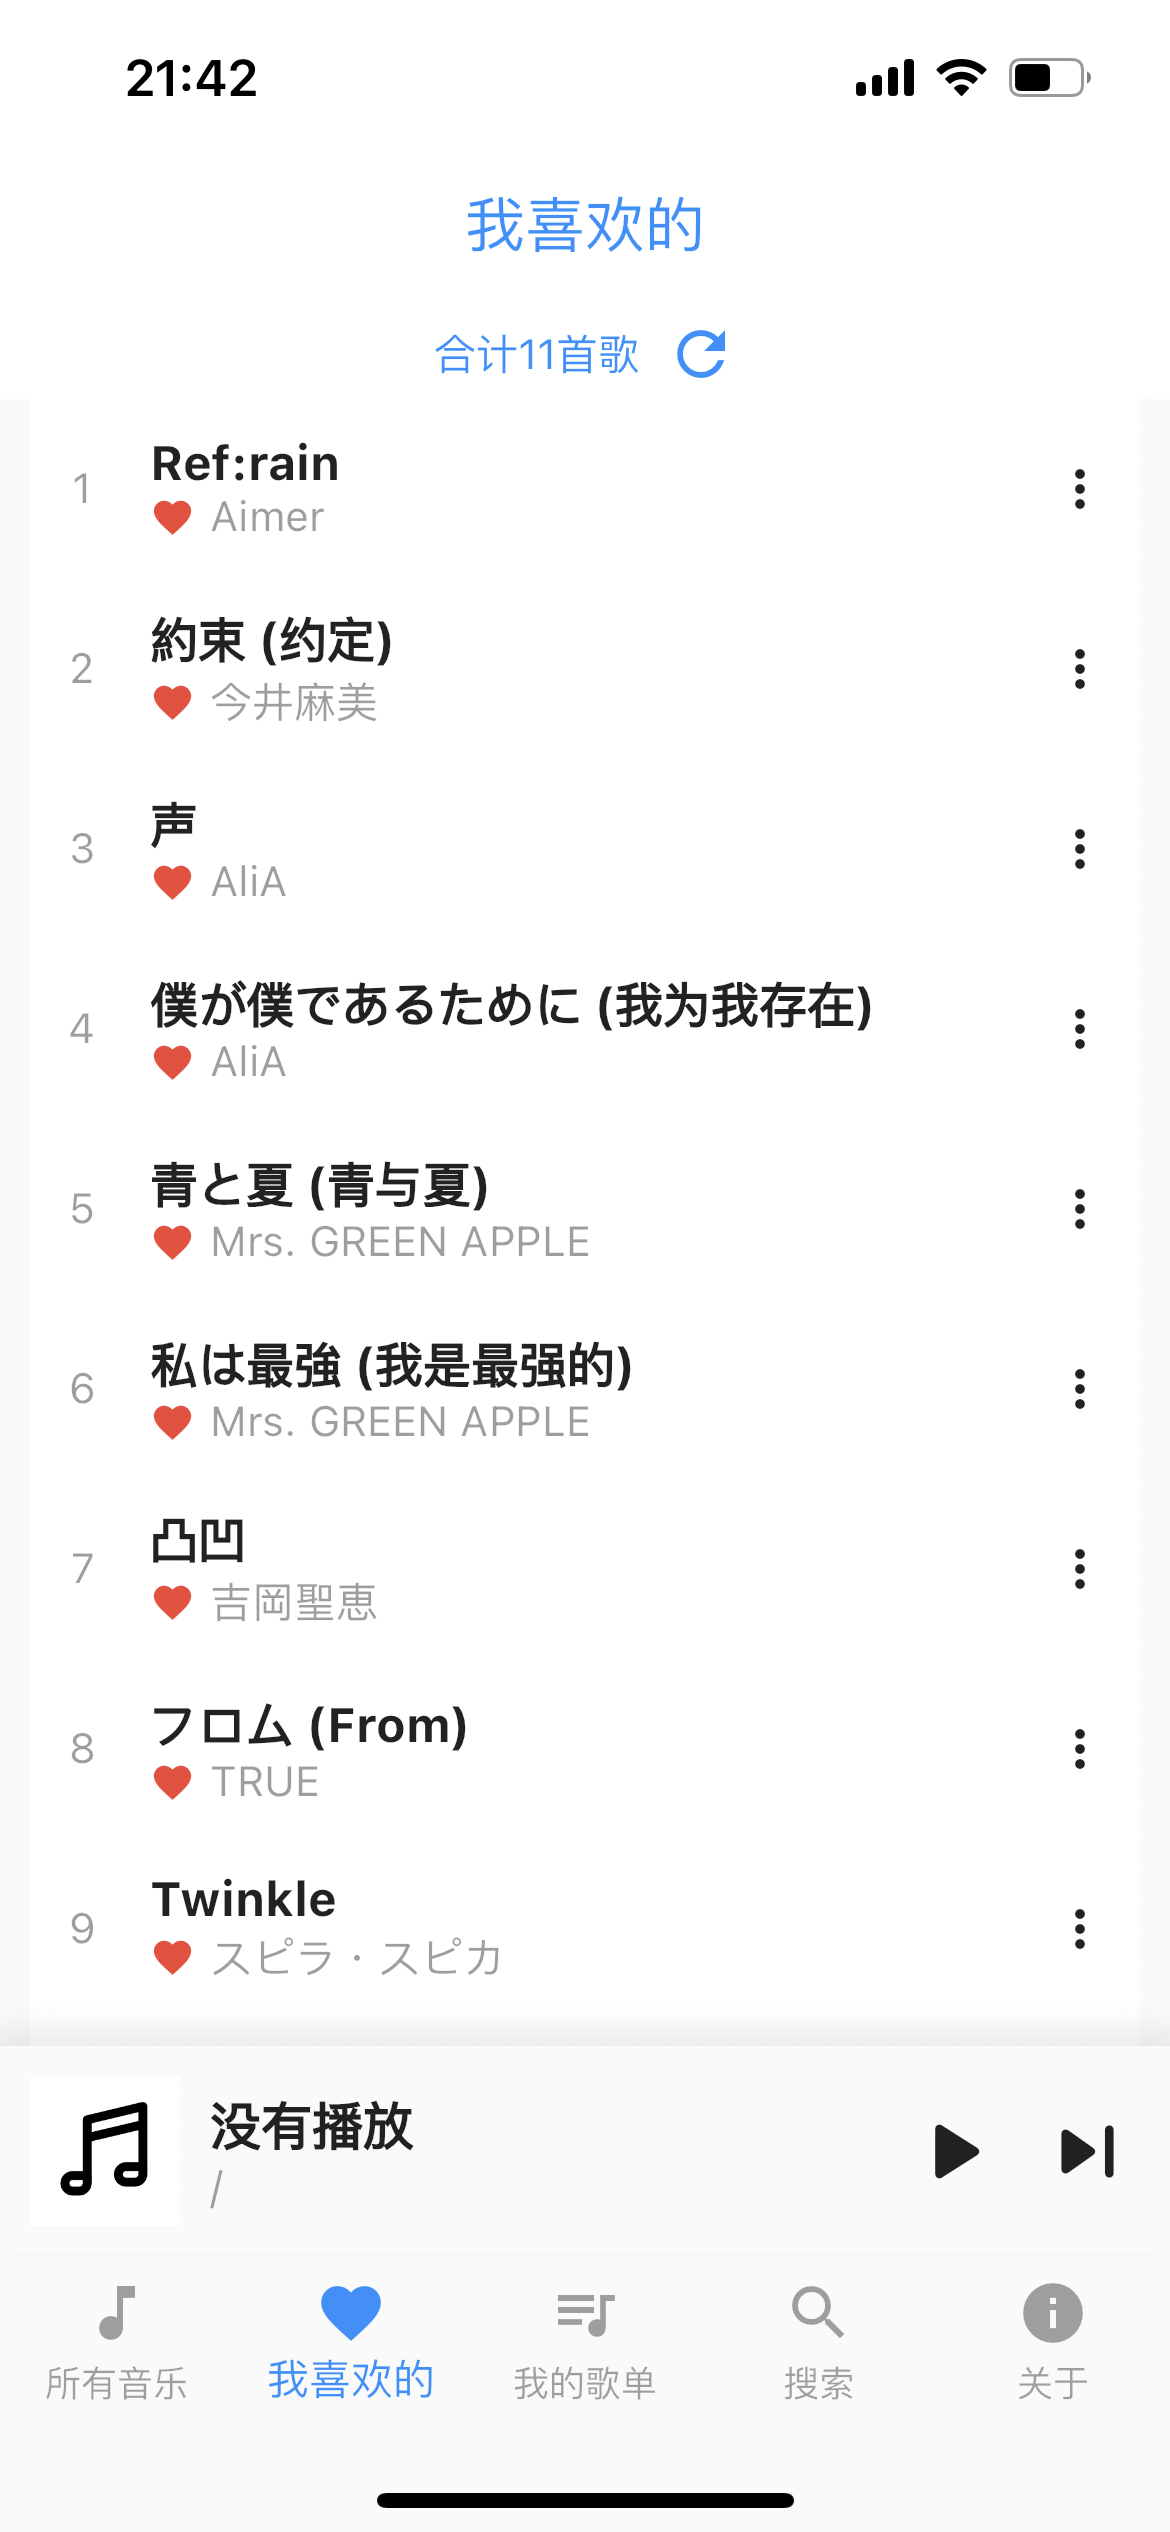 21:42
我喜欢的
合计11首歌
1
Ref:rain
Aimer
2
約束 (约定)
今井麻美
3
声
AliA
4
僕が僕であるために (我为我存在)
AliA
5
青と夏 (青与夏)
Mrs. GREEN APPLE
6
私は最強 (我是最强的)
Mrs. GREEN APPLE
7
凸凹
吉岡聖恵
8
フロム (From)
TRUE
9
Twinkle
スピラ・スピカ
没有播放
/
所有音乐
我喜欢的
我的歌单
搜索
关于